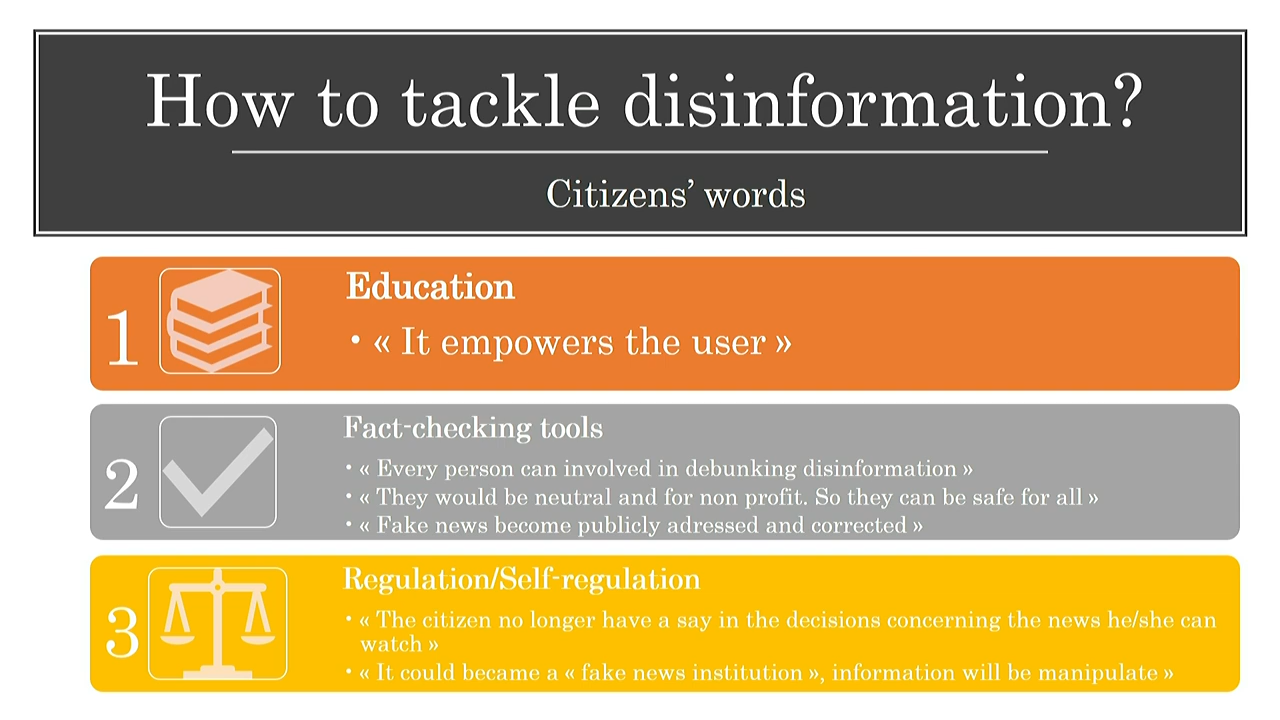 How to tackle disinformation?
Citizens’ words
1
Education
• « It empowers the user »
2
Fact-checking tools
• « Every person can involved in debunking disinformation »
• « They would be neutral and for non profit. So they can be safe for all »
• « Fake news become publicly adressed and corrected »
3
Regulation/Self-regulation
• « The citizen no longer have a say in the decisions concerning the news he/she can
watch »
• « It could became a « fake news institution », information will be manipulate »